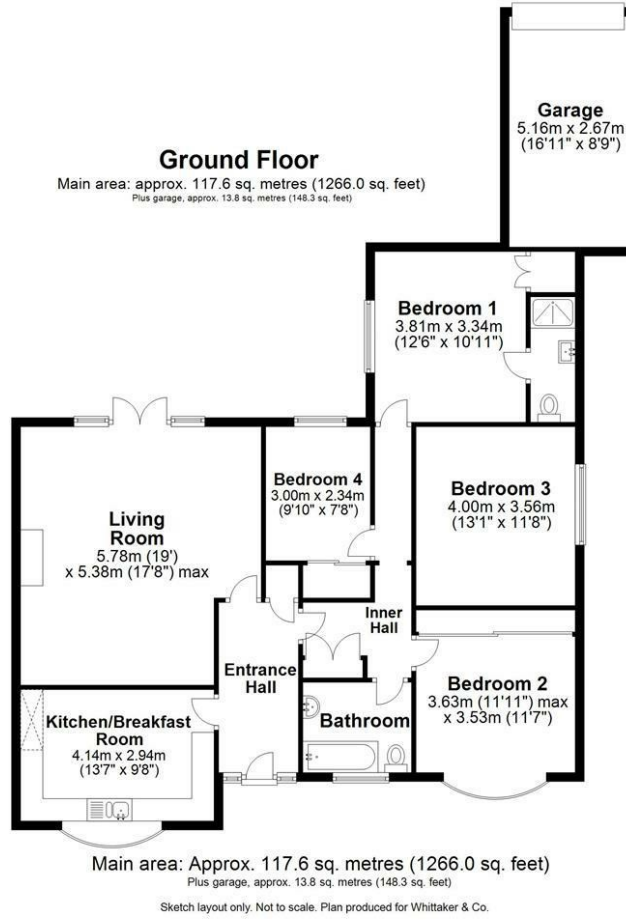 Garage
5.16m x 2.67m
(16'11" x 8'9")
Ground Floor
Main area: approx. 117.6 sq. metres (1266.0 sq. feet)
Plus garage, approx. 13.8 sq. metres (148.3 sq. feet)
Bedroom 1
3.81m x 3.34m
(12'6" x 10'11")
Bedroom 4
3.00m x 2.34m
(9'10" x 7'8")
Bedroom 3
4.00m x 3.56m
(13'1" x 11'8")
Living
Room
5.78m (19')
x 5.38m (17'8") max
Inner
Hall
Entrance
Hall
Bedroom 2
3.63m (11'11") max
x 3.53m (11'7")
Kitchen/Breakfast
Room
4.14m x 2.94m
(13'7" x 9'8")
Bathroom
Main area: Approx. 117.6 sq. metres (1266.0 sq. feet)
Plus garage, approx. 13.8 sq. metres (148.3 sq. feet)
Sketch layout only. Not to scale. Plan produced for Whittaker & Co.